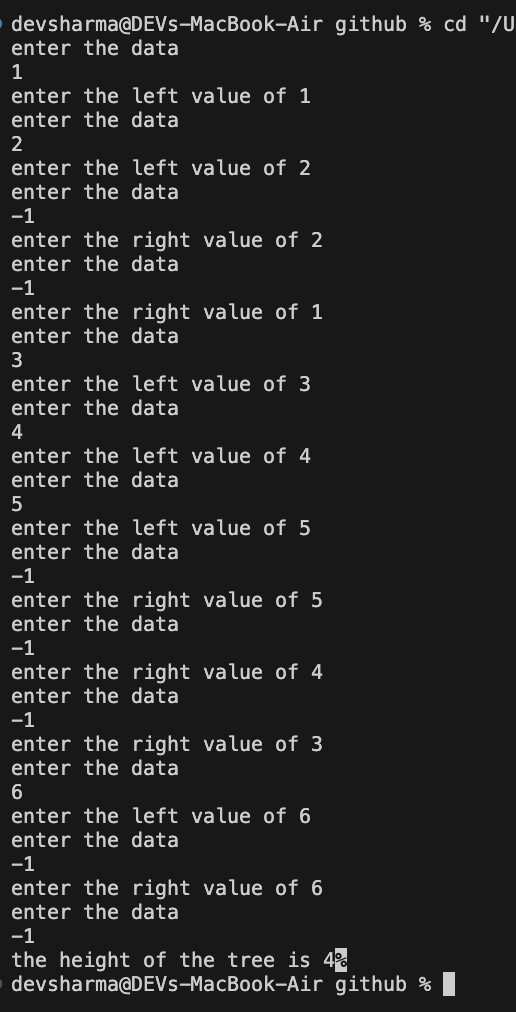 devsharma@DEVs-MacBook-Air github % cd "/U
enter the data
1
enter the left value of 1
enter the data
2
enter the left value of 2
enter the data
-1
enter the right value of 2
enter the data
-1
enter the right value of 1
enter the data
3
enter the left value of 3
enter the data
4
enter the left value of 4
enter the data
5
enter the left value of 5
enter the data
-1
enter the right value of 5
enter the data
-1
enter the right value of 4
enter the data
-1
enter the right value of 3
enter the data
6
enter the left value of 6
enter the data
-1
enter the right value of 6
enter the data
-1
the height of the tree is 4%
devsharma@DEVs-MacBook-Air github %